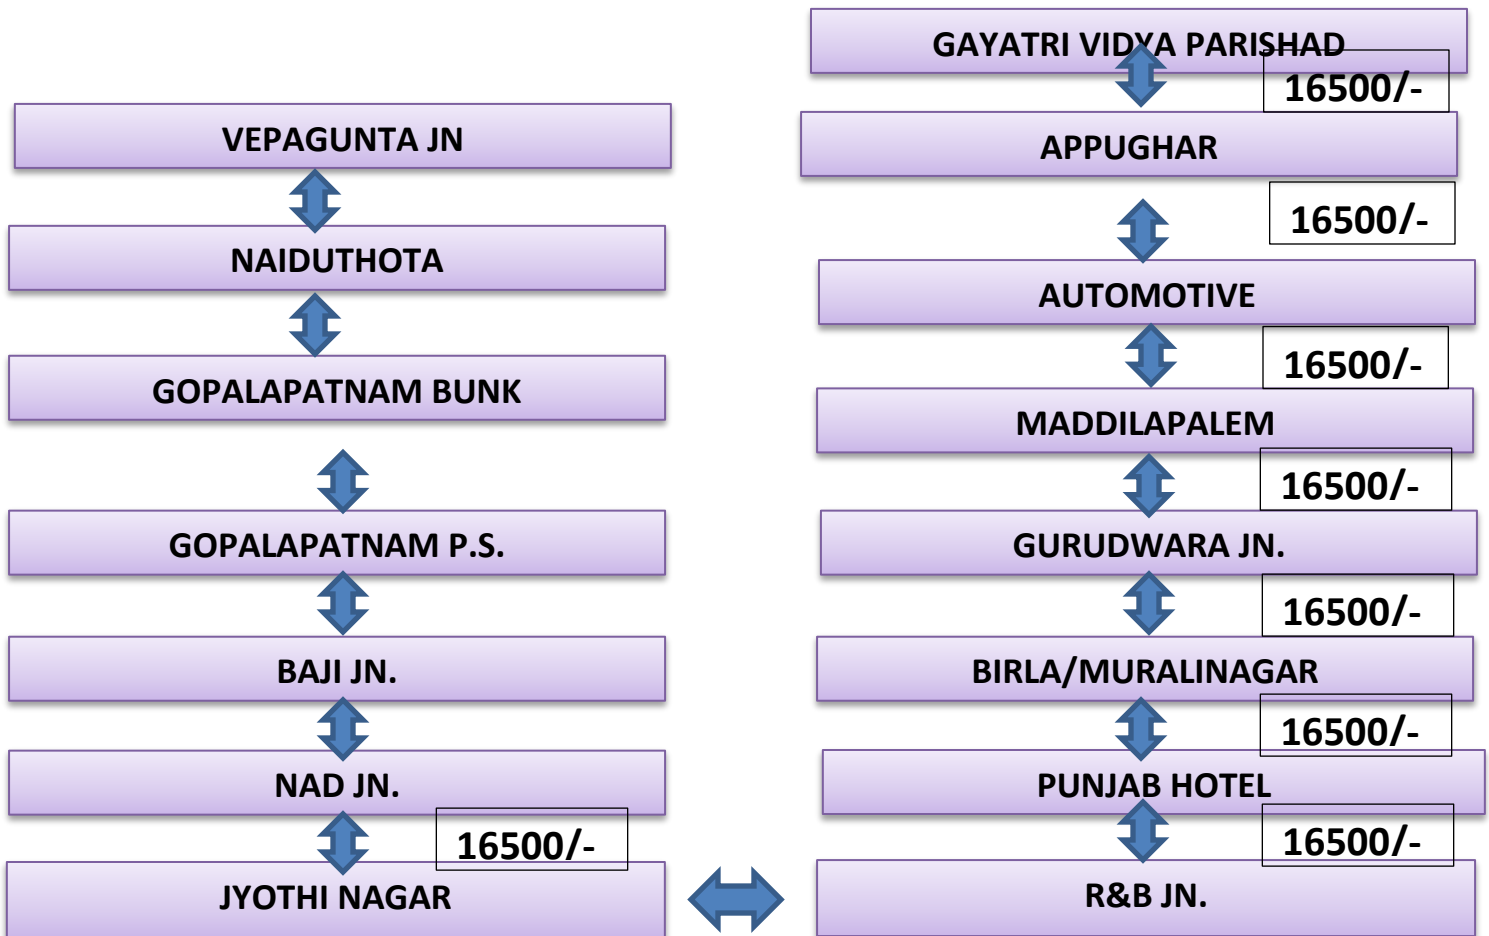 VEPAGUNTA JN
NAIDUTHOTA
GOPALAPATNAM BUNK
GOPALAPATNAM P.S.
BAJI JN.
NAD JN.
16500/-
JYOTHI NAGAR
GAYATRI VIDYA PARISHAD
16500/-
APPUGHAR
16500/-
AUTOMOTIVE
16500/-
MADDILAPALEM
16500/-
GURUDWARA JN.
16500/-
BIRLA/MURALINAGAR
16500/-
PUNJAB HOTEL
16500/-
R&B JN.